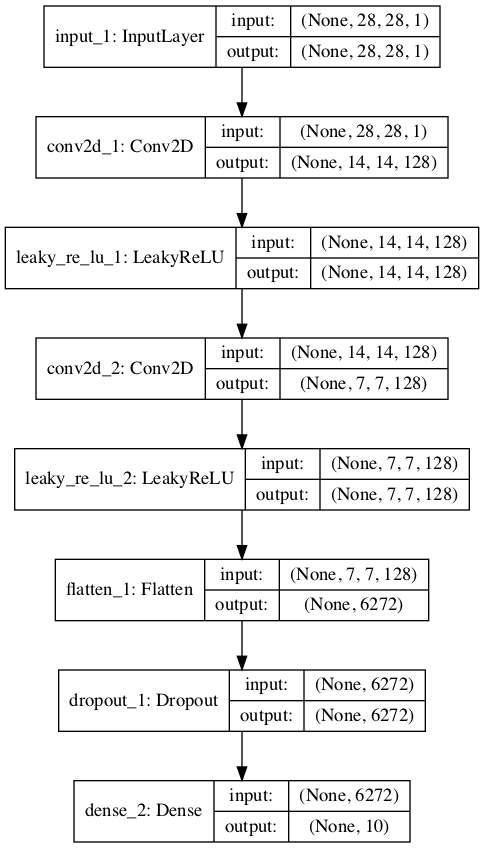 input_1: InputLayer
input: (None, 28, 28, 1)
output: (None, 28, 28, 1)
conv2d_1: Conv2D
input: (None, 28, 28, 1)
output: (None, 14, 14, 128)
leaky_re_lu_1: LeakyReLU
input: (None, 14, 14, 128)
output: (None, 14, 14, 128)
conv2d_2: Conv2D
input: (None, 14, 14, 128)
output: (None, 7, 7, 128)
leaky_re_lu_2: LeakyReLU
input: (None, 7, 7, 128)
output: (None, 7, 7, 128)
flatten_1: Flatten
input: (None, 7, 7, 128)
output: (None, 6272)
dropout_1: Dropout
input: (None, 6272)
output: (None, 6272)
dense_2: Dense
input: (None, 6272)
output: (None, 10)